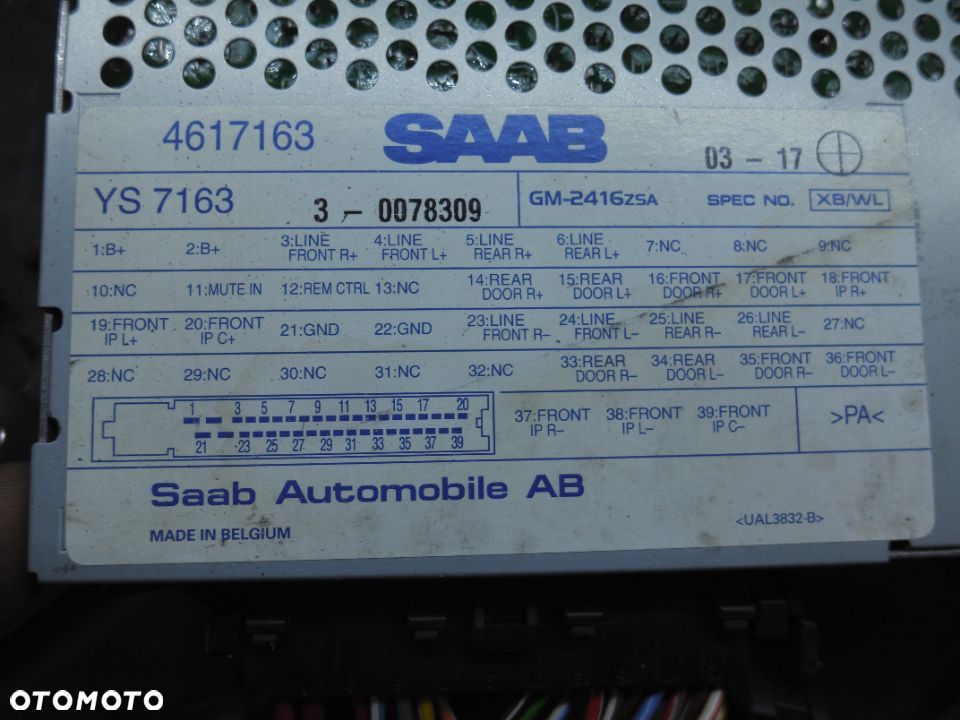 4617163 SAAB 03 - 17
YS 7163 3 - 0078309 GM-2416ZSA SPEC NO. XB/WL
1:B+ 2:B+ 3:LINE FRONT R+ 4:LINE FRONT L+ 5:LINE REAR R+ 6:LINE REAR L+ 7:NC 8:NC 9:NC
10:NC 11:MUTE IN 12:REM CTRL 13:NC 14:REAR DOOR R+ 15:REAR DOOR L+ 16:FRONT DOOR R+ 17:FRONT DOOR L+ 18:FRONT IP R+
19:FRONT IP L+ 20:FRONT IP C+ 21:GND 22:GND 23:LINE FRONT R- 24:LINE FRONT L- 25:LINE REAR R- 26:LINE REAR L- 27:NC
28:NC 29:NC 30:NC 31:NC 32:NC 33:REAR DOOR R- 34:REAR DOOR L- 35:FRONT DOOR R- 36:FRONT DOOR L-
1 3 5 7 9 11 13 15 17 20
21 23 25 27 29 31 33 35 37 39
37:FRONT IP R- 38:FRONT IP L- 39:FRONT IP C- >PA<
Saab Automobile AB
MADE IN BELGIUM <UAL3832-B>
OTOMOTO